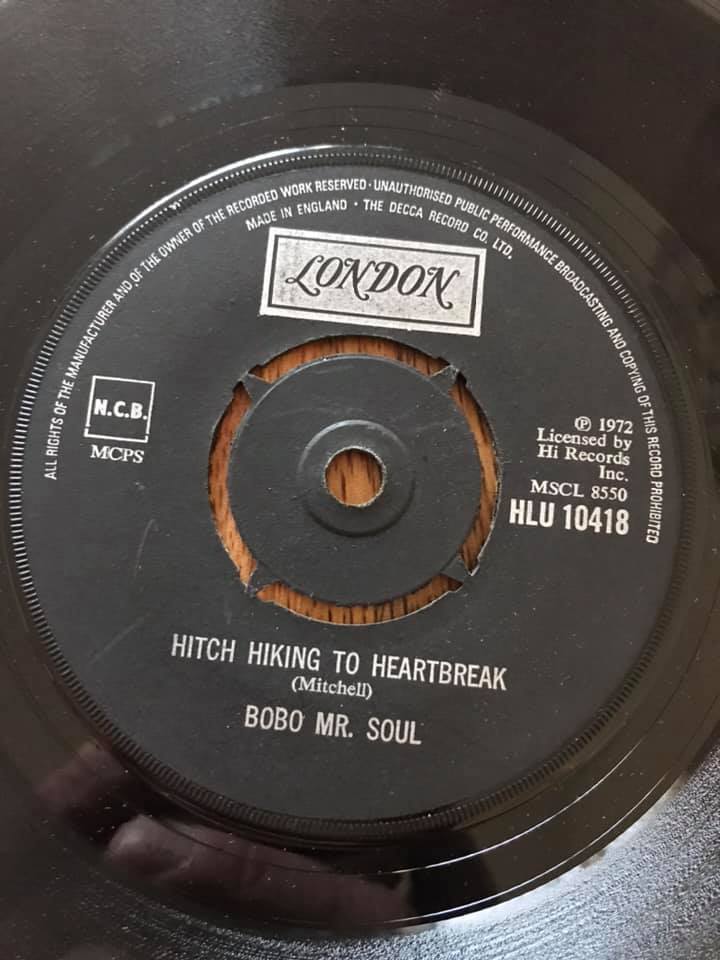 ALL RIGHTS OF THE MANUFACTURER AND OF THE OWNER OF THE RECORDED WORK RESERVED · UNAUTHORISED PUBLIC PERFORMANCE BROADCASTING AND COPYING OF THIS RECORD PROHIBITED
MADE IN ENGLAND · THE DECCA RECORD CO. LTD.
LONDON
N.C.B.
MCPS
℗ 1972
Licensed by
Hi Records
Inc.
MSCL 8550
HLU 10418
HITCH HIKING TO HEARTBREAK
(Mitchell)
BOBO MR. SOUL